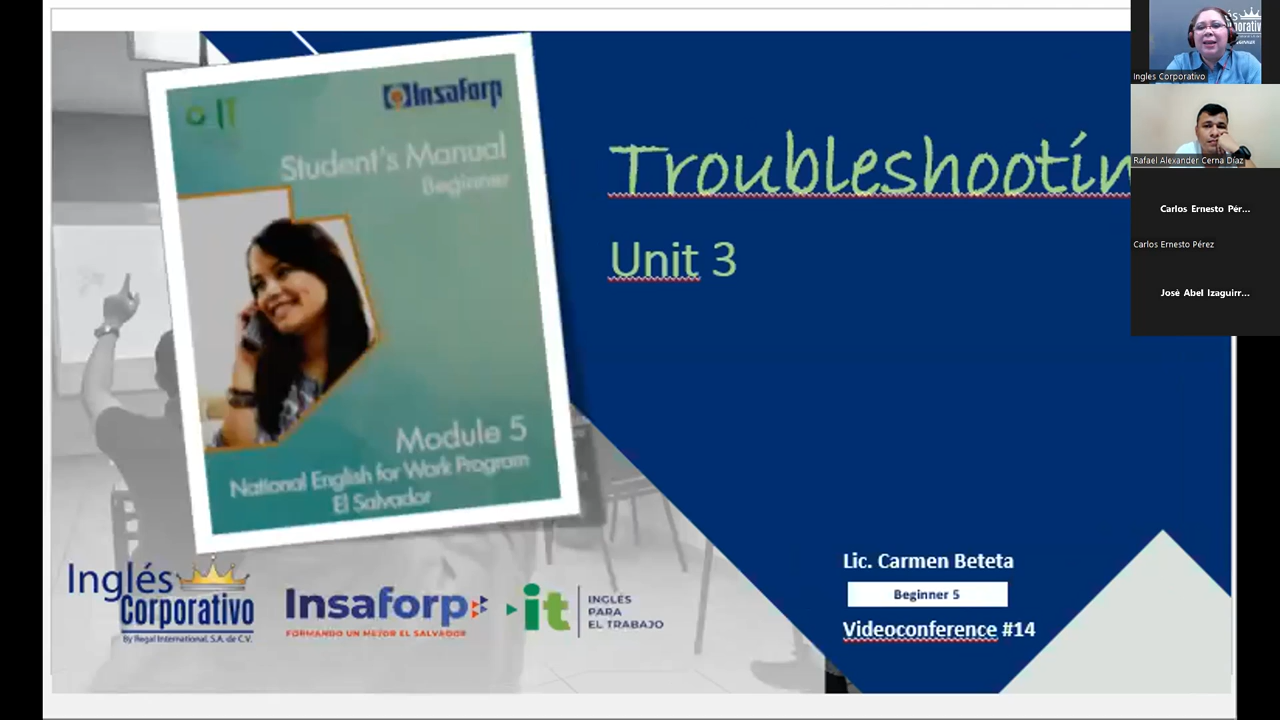 Insaforp
Student's Manual
Beginner
Module 5
National English for Work Program
El Salvador
Troubleshootin
Unit 3
Inglés
Corporativo
By Regal International, S.A. de C.V.
Insaforp
FORMANDO UN MEJOR EL SALVADOR
it
INGLÉS
PARA
EL TRABAJO
Lic. Carmen Beteta
Beginner 5
Videoconference #14
Ingles Corporativo
Rafael Alexander Cerna Díaz
Carlos Ernesto Pér...
Carlos Ernesto Pérez
Josè Abel Izaguirr...